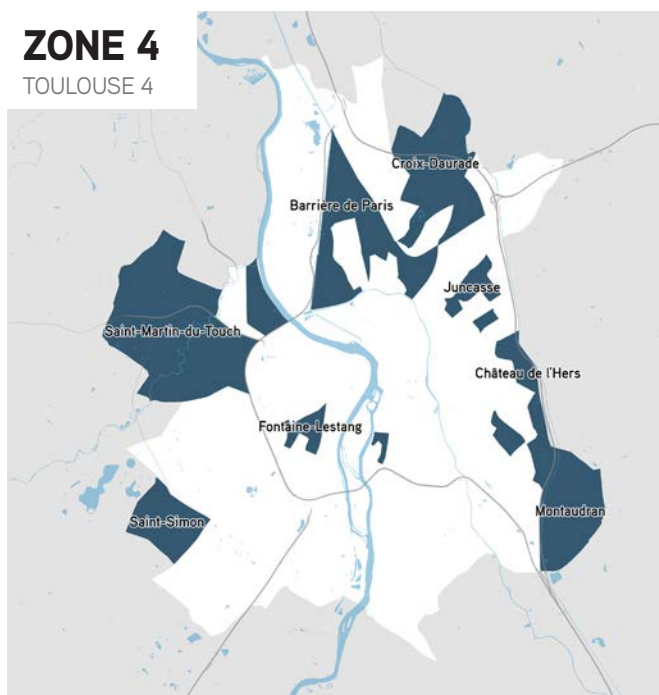 ZONE 4
TOULOUSE 4
Croix-Daurade
Barrière de Paris
Juncasse
Saint-Martin-du-Touch
Château de l'Hers
Fontaine-Lestang
Saint-Simon
Montaudran